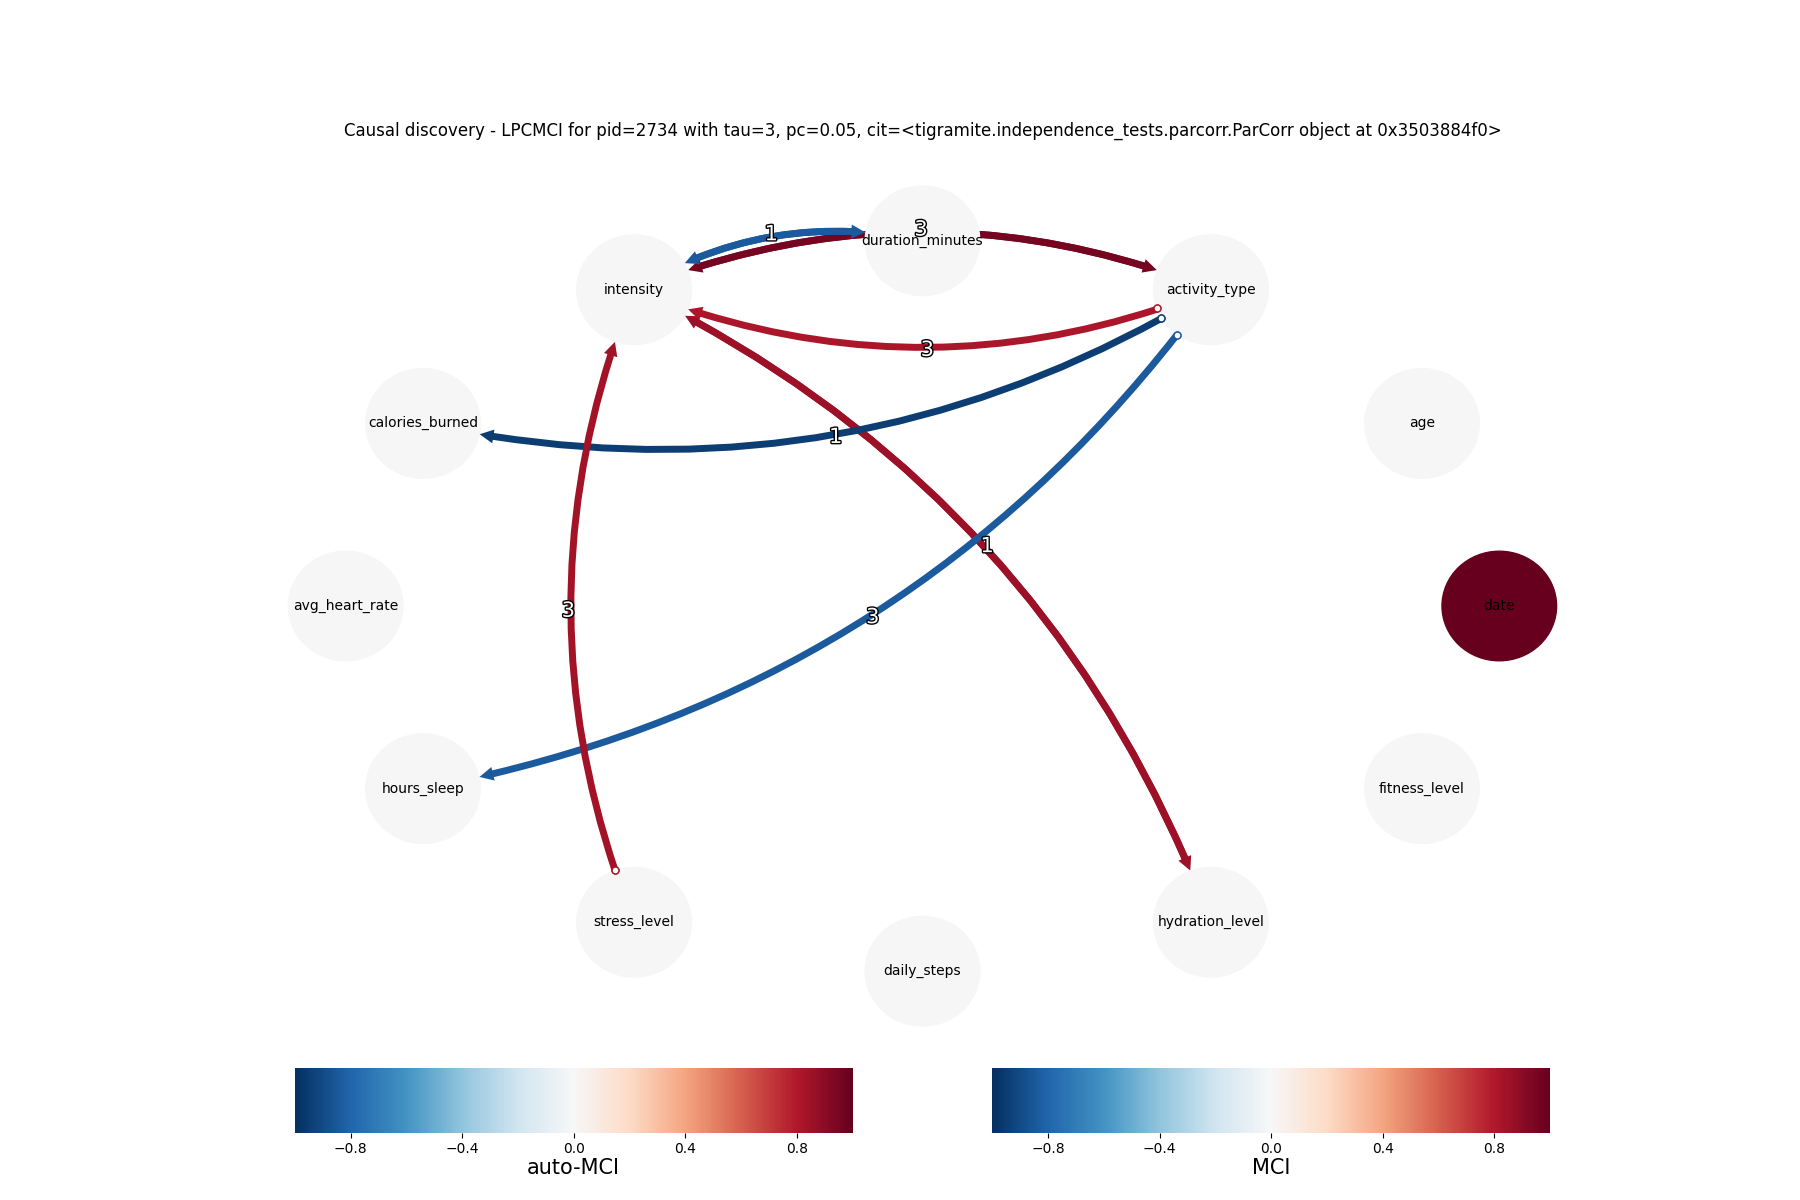 Causal discovery - LPCMCI for pid=2734 with tau=3, pc=0.05, cit=<tigramite.independence_tests.parcorr.ParCorr object at 0x3503884f0>
3
1
duration_minutes
intensity
activity_type
3
calories_burned
age
1
1
avg_heart_rate
date
3
3
hours_sleep
fitness_level
stress_level
hydration_level
daily_steps
−0.8 −0.4 0.0 0.4 0.8
auto-MCI
−0.8 −0.4 0.0 0.4 0.8
MCI